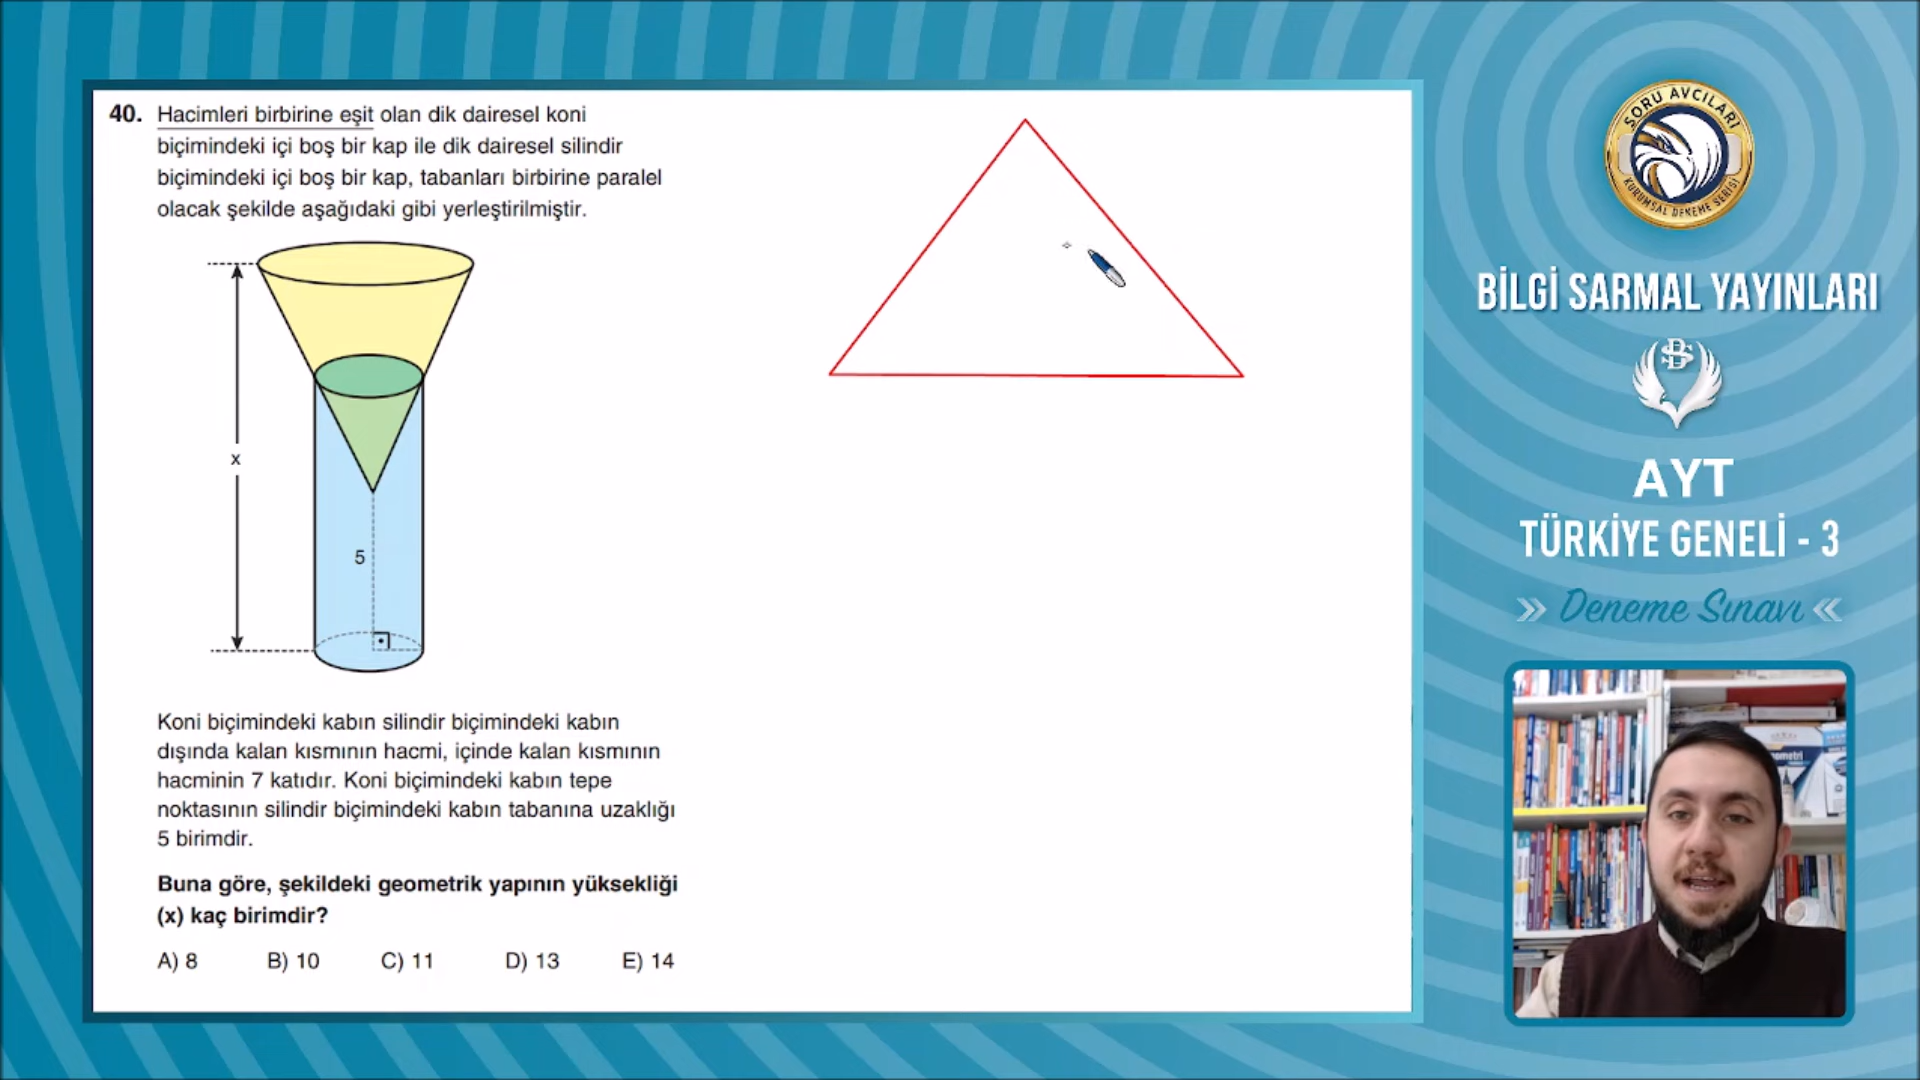 40. Hacimleri birbirine eşit olan dik dairesel koni
biçimindeki içi boş bir kap ile dik dairesel silindir
biçimindeki içi boş bir kap, tabanları birbirine paralel
olacak şekilde aşağıdaki gibi yerleştirilmiştir.
x
5
Koni biçimindeki kabın silindir biçimindeki kabın
dışında kalan kısmının hacmi, içinde kalan kısmının
hacminin 7 katıdır. Koni biçimindeki kabın tepe
noktasının silindir biçimindeki kabın tabanına uzaklığı
5 birimdir.
Buna göre, şekildeki geometrik yapının yüksekliği
(x) kaç birimdir?
A) 8 B) 10 C) 11 D) 13 E) 14
SORU AVCILARI
KURUMSAL DENEME SERİSİ
BİLGİ SARMAL YAYINLARI
AYT
TÜRKİYE GENELİ - 3
Deneme Sınavı